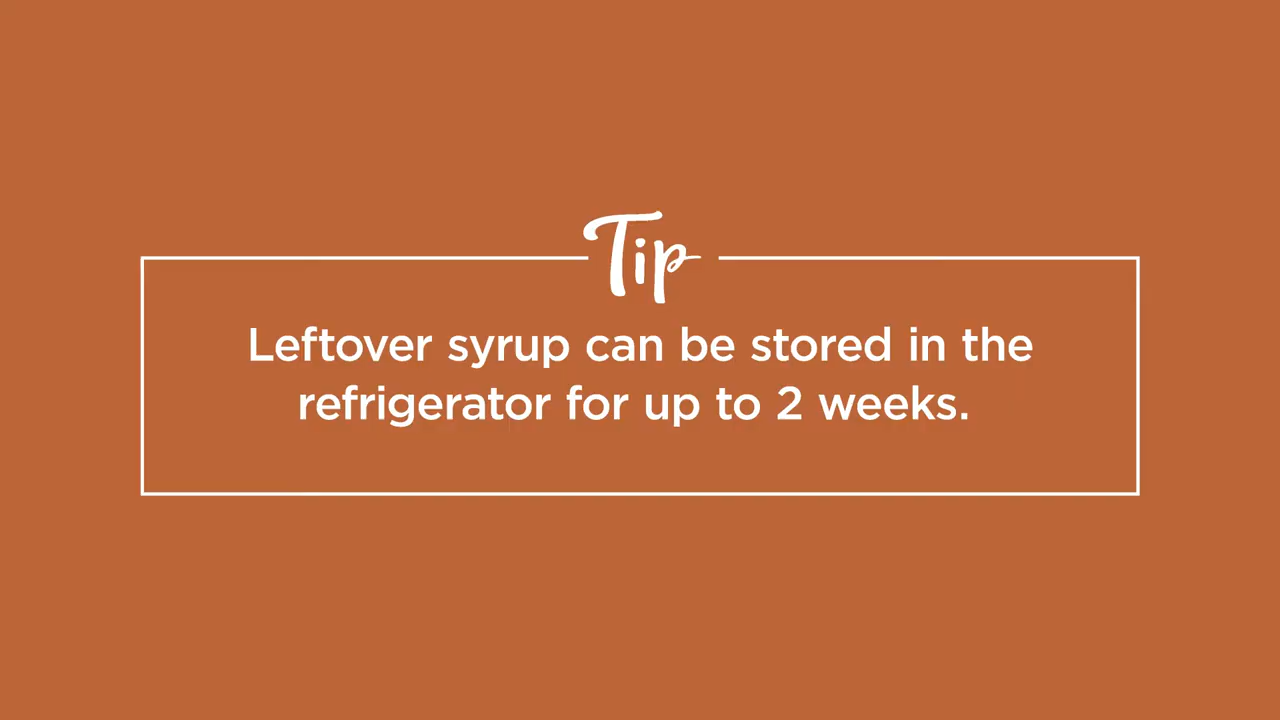 Tip
Leftover syrup can be stored in the
refrigerator for up to 2 weeks.